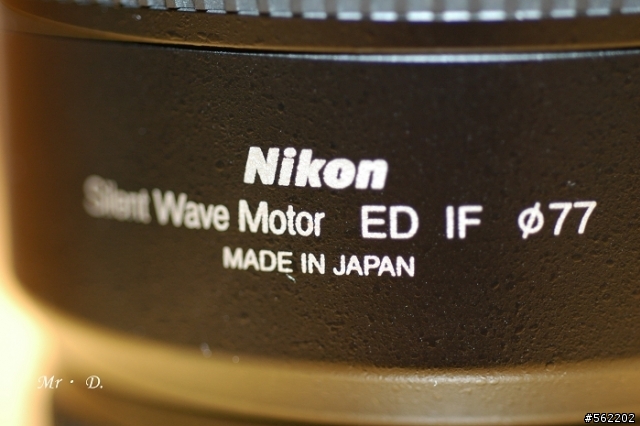 Nikon
Silent Wave Motor ED IF ø77
MADE IN JAPAN
Mr · D.
#562202